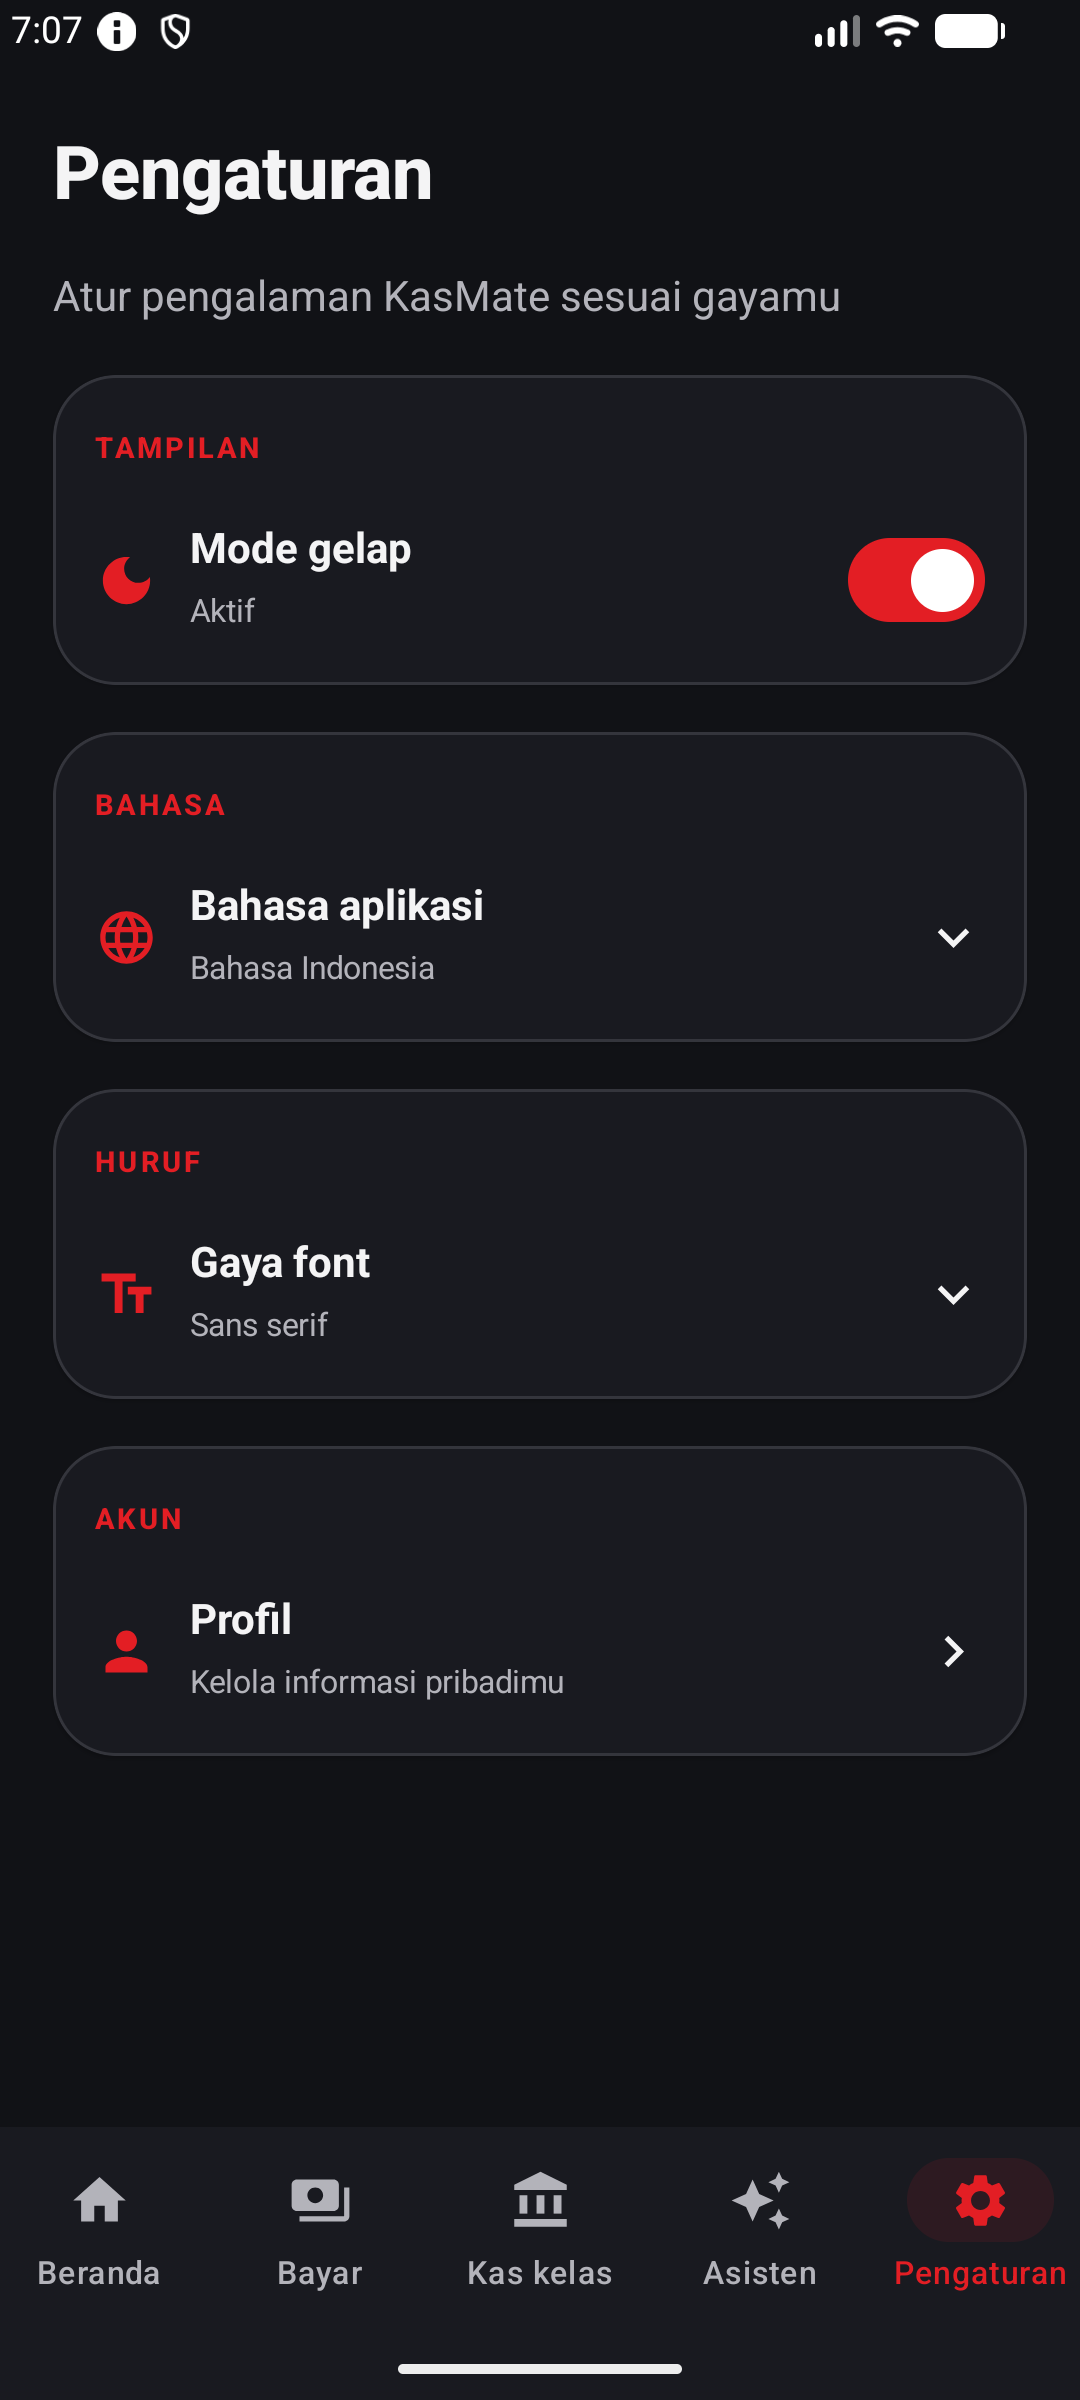 7:07
Pengaturan
Atur pengalaman KasMate sesuai gayamu
TAMPILAN
Mode gelap
Aktif
BAHASA
Bahasa aplikasi
Bahasa Indonesia
HURUF
Tт
Gaya font
Sans serif
AKUN
Profil
Kelola informasi pribadimu
Beranda
Bayar
Kas kelas
Asisten
Pengaturan